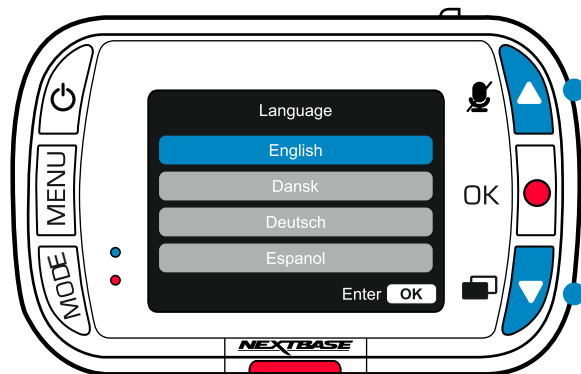 Language
English
Dansk
Deutsch
Espanol
Enter OK
MENU
MODE
OK
NEXTBASE